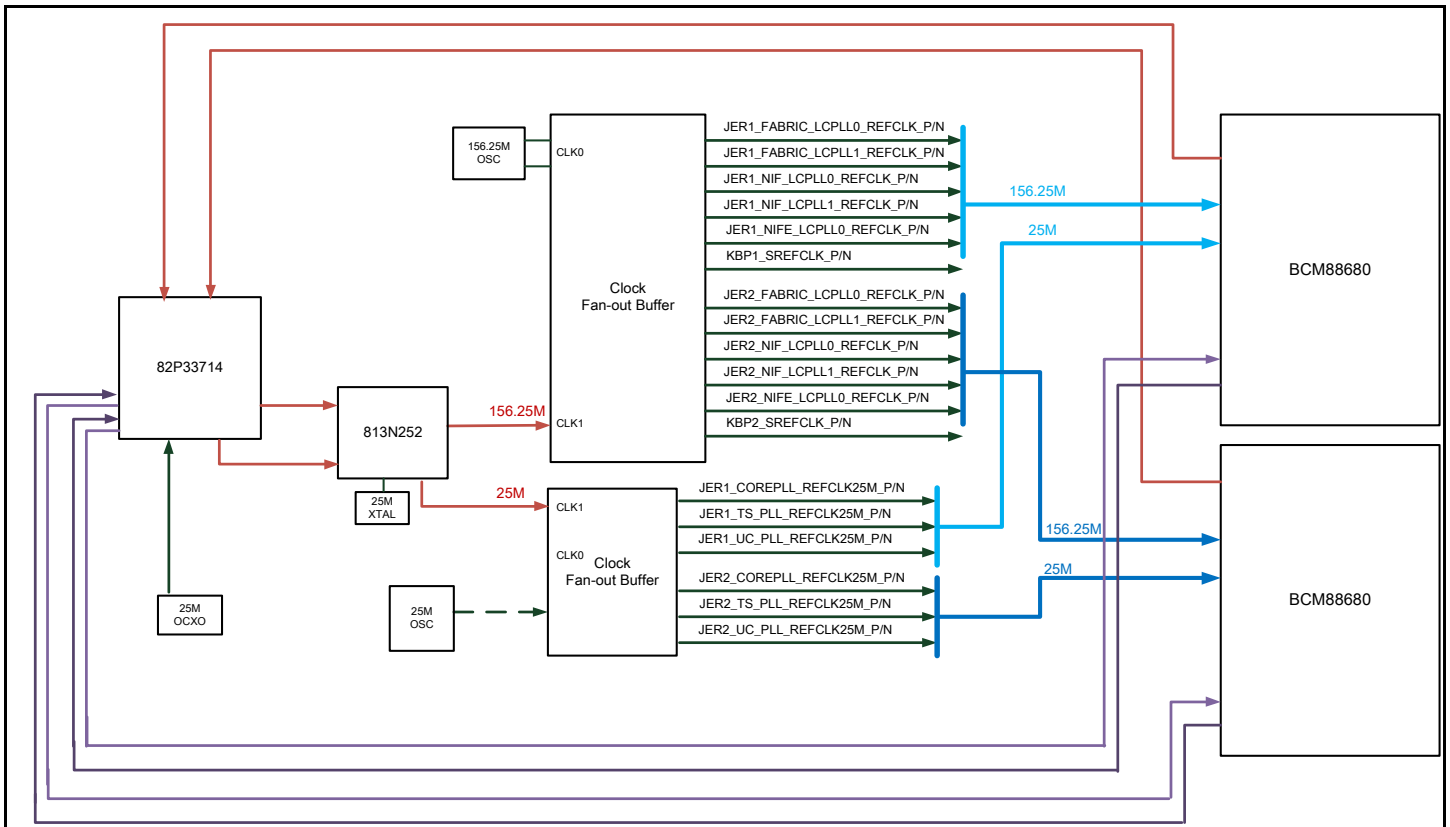 156.25M
OSC
CLK0
Clock
Fan-out Buffer
CLK1
JER1_FABRIC_LCPLL0_REFCLK_P/N
JER1_FABRIC_LCPLL1_REFCLK_P/N
JER1_NIF_LCPLL0_REFCLK_P/N
JER1_NIF_LCPLL1_REFCLK_P/N
JER1_NIFE_LCPLL0_REFCLK_P/N
KBP1_SREFCLK_P/N
JER2_FABRIC_LCPLL0_REFCLK_P/N
JER2_FABRIC_LCPLL1_REFCLK_P/N
JER2_NIF_LCPLL0_REFCLK_P/N
JER2_NIF_LCPLL1_REFCLK_P/N
JER2_NIFE_LCPLL0_REFCLK_P/N
KBP2_SREFCLK_P/N
156.25M
25M
BCM88680
82P33714
813N252
156.25M
25M
XTAL
25M
CLK1
CLK0
Clock
Fan-out Buffer
JER1_COREPLL_REFCLK25M_P/N
JER1_TS_PLL_REFCLK25M_P/N
JER1_UC_PLL_REFCLK25M_P/N
JER2_COREPLL_REFCLK25M_P/N
JER2_TS_PLL_REFCLK25M_P/N
JER2_UC_PLL_REFCLK25M_P/N
156.25M
25M
BCM88680
25M
OCXO
25M
OSC